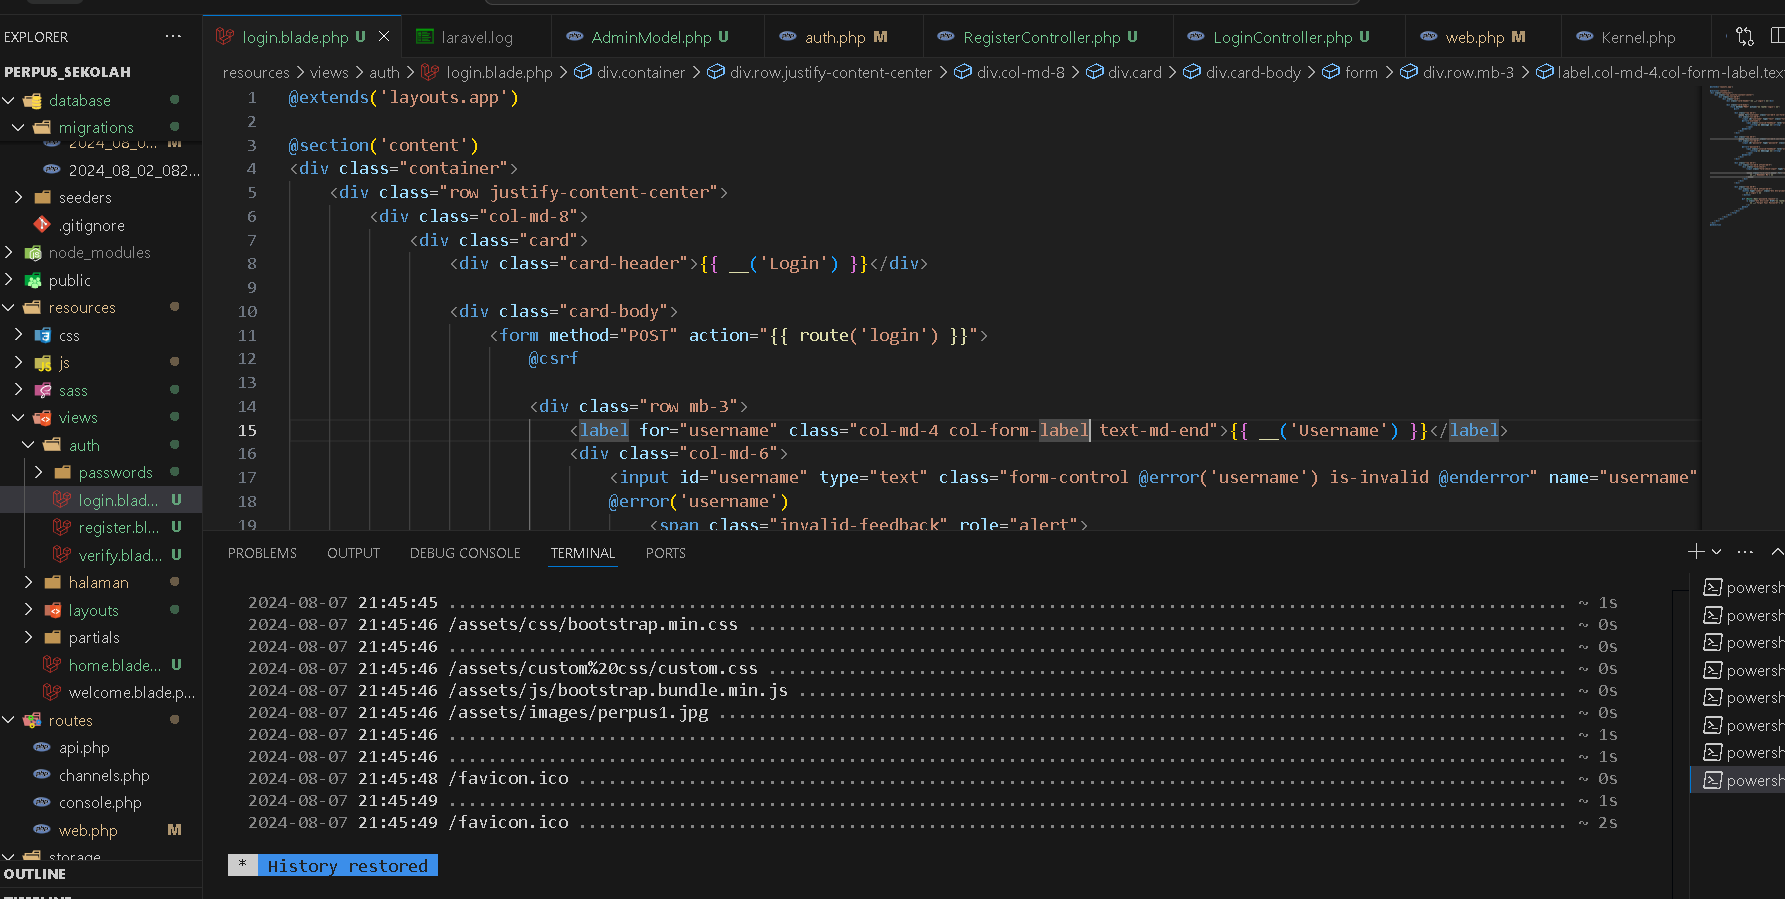 EXPLORER ...
login.blade.php U
laravel.log
AdminModel.php U
auth.php M
RegisterController.php U
LoginController.php U
web.php M
Kernel.php
PERPUS_SEKOLAH
resources > views > auth > login.blade.php > div.container > div.row.justify-content-center > div.col-md-8 > div.card > div.card-body > form > div.row.mb-3 > label.col-md-4.col-form-label.tex
database
migrations
2024_08_0... M
2024_08_02_082...
seeders
.gitignore
node_modules
public
resources
css
js
sass
views
auth
passwords
login.blad... U
register.bl... U
verify.blad... U
halaman
layouts
partials
home.blade... U
welcome.blade.p...
routes
api.php
channels.php
console.php
web.php M
storage
OUTLINE
1 @extends('layouts.app')
2
3 @section('content')
4 <div class="container">
5 <div class="row justify-content-center">
6 <div class="col-md-8">
7 <div class="card">
8 <div class="card-header">{{ __('Login') }}</div>
9
10 <div class="card-body">
11 <form method="POST" action="{{ route('login') }}">
12 @csrf
13
14 <div class="row mb-3">
15 <label for="username" class="col-md-4 col-form-label text-md-end">{{ __('Username') }}</label>
16 <div class="col-md-6">
17 <input id="username" type="text" class="form-control @error('username') is-invalid @enderror" name="username"
18 @error('username')
19 <span class="invalid-feedback" role="alert">
PROBLEMS OUTPUT DEBUG CONSOLE TERMINAL PORTS
2024-08-07 21:45:45 ........ ~ 1s
2024-08-07 21:45:46 /assets/css/bootstrap.min.css ........ ~ 0s
2024-08-07 21:45:46 ........ ~ 0s
2024-08-07 21:45:46 /assets/custom%20css/custom.css ........ ~ 0s
2024-08-07 21:45:46 /assets/js/bootstrap.bundle.min.js ........ ~ 0s
2024-08-07 21:45:46 /assets/images/perpus1.jpg ........ ~ 0s
2024-08-07 21:45:46 ........ ~ 1s
2024-08-07 21:45:46 ........ ~ 1s
2024-08-07 21:45:48 /favicon.ico ........ ~ 0s
2024-08-07 21:45:49 ........ ~ 1s
2024-08-07 21:45:49 /favicon.ico ........ ~ 2s
* History restored
powersh
powersh
powersh
powersh
powersh
powersh
powersh
powersh